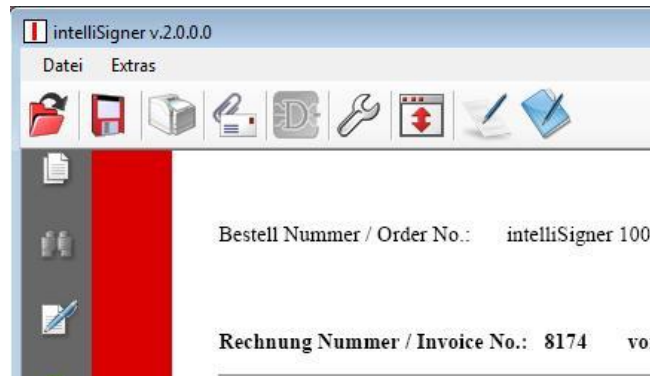 intelliSigner v.2.0.0.0
Datei Extras
Bestell Nummer / Order No.: intelliSigner 100
Rechnung Nummer / Invoice No.: 8174